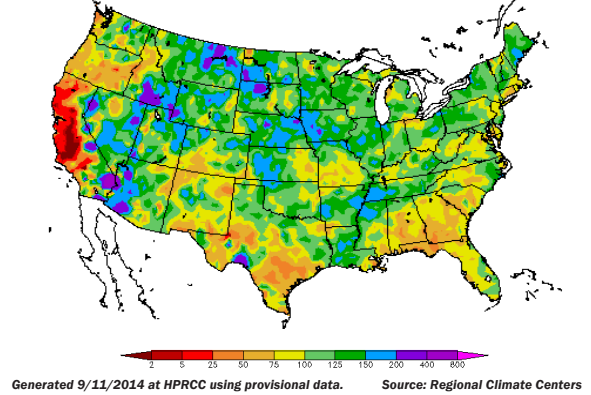 2 5 25 50 75 100 125 150 200 400 800
Generated 9/11/2014 at HPRCC using provisional data. Source: Regional Climate Centers